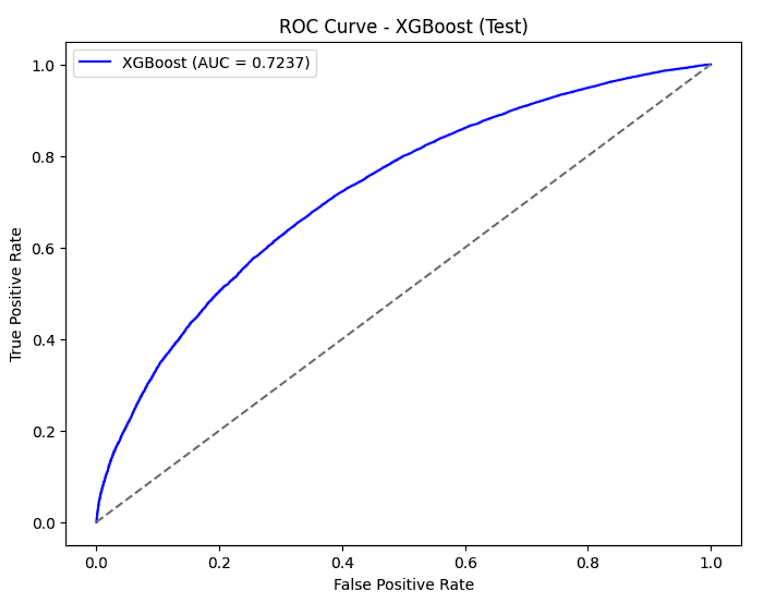 ROC Curve - XGBoost (Test)
XGBoost (AUC = 0.7237)
1.0
0.8
0.6
0.4
0.2
0.0
True Positive Rate
0.0 0.2 0.4 0.6 0.8 1.0
False Positive Rate